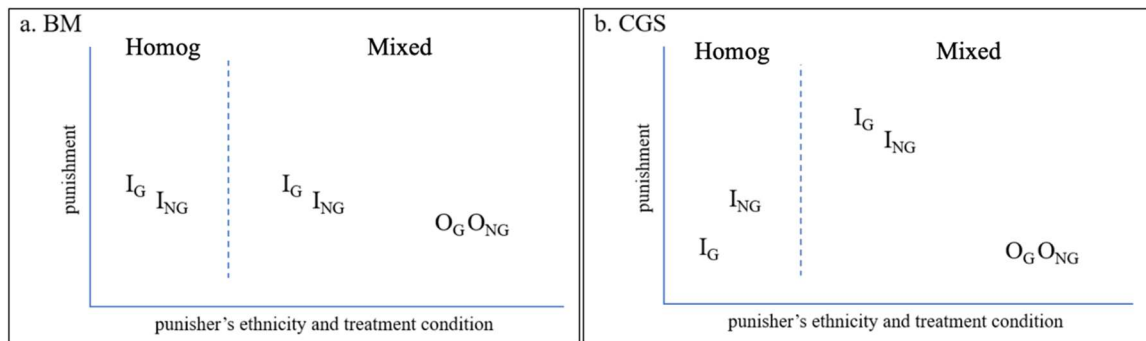 a. BM
Homog
Mixed
punishment
I_G
I_NG
I_G
I_NG
O_G O_NG
punisher's ethnicity and treatment condition
b. CGS
Homog
Mixed
punishment
I_G
I_NG
I_NG
I_G
O_G O_NG
punisher's ethnicity and treatment condition